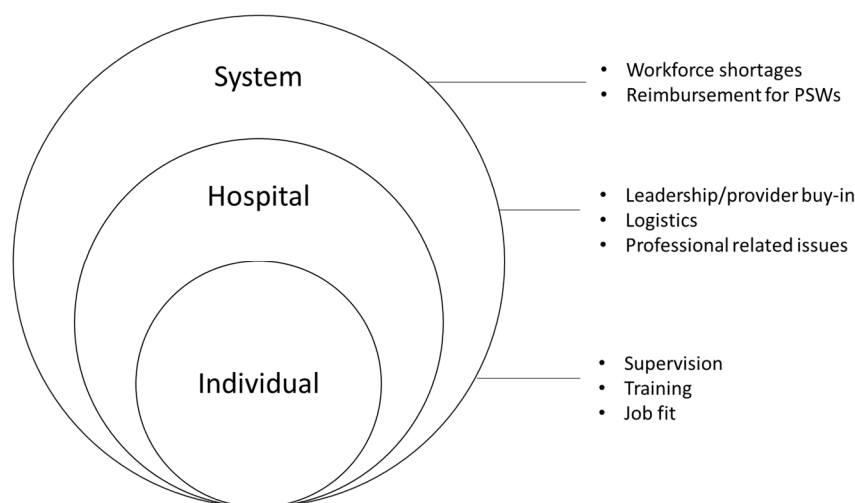 System
• Workforce shortages
• Reimbursement for PSWs
Hospital
• Leadership/provider buy-in
• Logistics
• Professional related issues
Individual
• Supervision
• Training
• Job fit